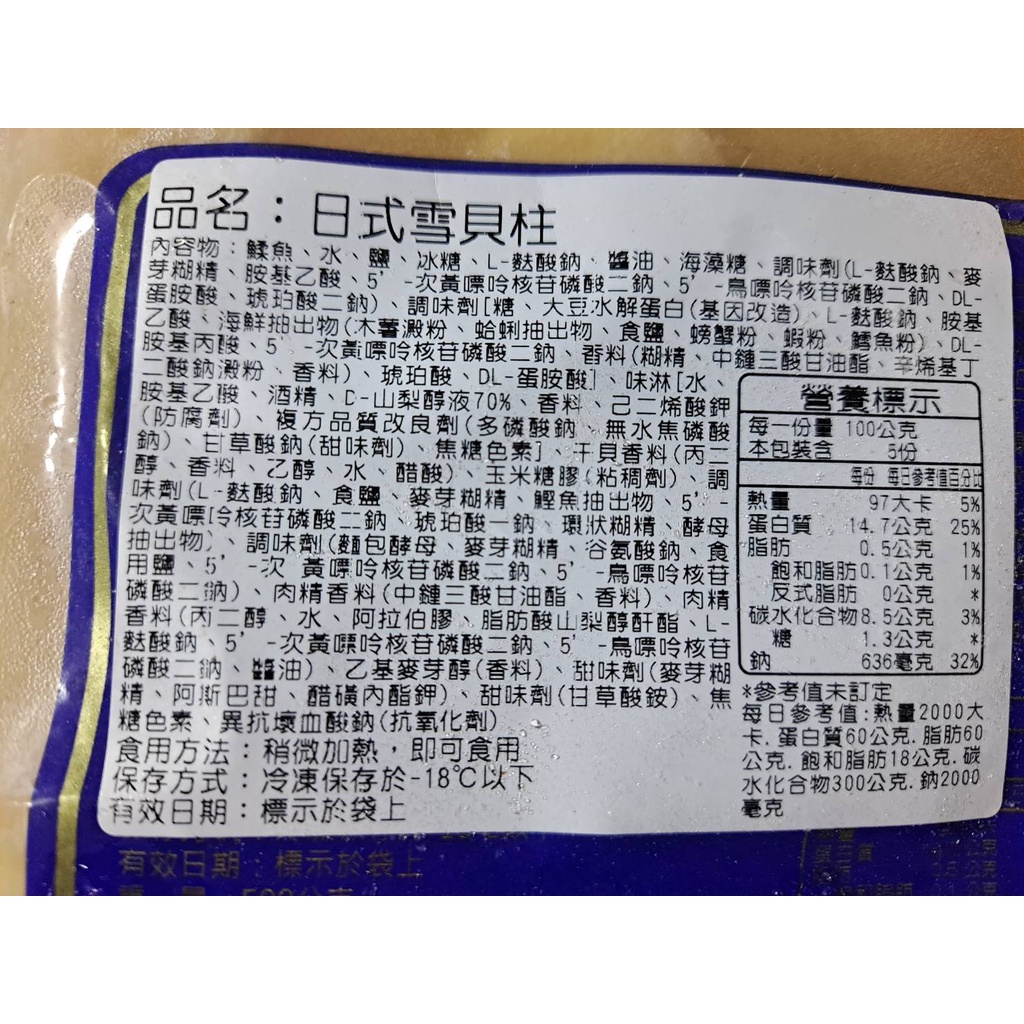 品名：日式雪貝柱
內容物：鰇魚、水、鹽、冰糖、L-麩酸鈉、醬油、海藻糖、調味劑(L-麩酸鈉、麥
芽糊精、胺基乙酸、5’-次黃嘌呤核苷磷酸二鈉、5’-鳥嘌呤核苷磷酸二鈉、DL-
蛋胺酸、琥珀酸二鈉)、調味劑[糖、大豆水解蛋白(基因改造)、L-麩酸鈉、胺基
乙酸、海鮮抽出物(木薯澱粉、蛤蜊抽出物、食鹽、螃蟹粉、蝦粉、鱈魚粉)、DL-
胺基丙酸、5’-次黃嘌呤核苷磷酸二鈉、香料(糊精、中鏈三酸甘油酯、辛烯基丁
二酸鈉澱粉、香料)、琥珀酸、DL-蛋胺酸]、味淋[水、
胺基乙酸、酒精、D-山梨醇液70%、香料、己二烯酸鉀
(防腐劑)、複方品質改良劑(多磷酸鈉、無水焦磷酸
鈉)、甘草酸鈉(甜味劑)、焦糖色素]、干貝香料(丙二
醇、香料、乙醇、水、醋酸)、玉米糖膠(粘稠劑)、調
味劑(L-麩酸鈉、食鹽、麥芽糊精、鰹魚抽出物、5’-
次黃嘌呤核苷磷酸二鈉、琥珀酸一鈉、環狀糊精、酵母
抽出物)、調味劑(麵包酵母、麥芽糊精、谷氨酸鈉、食
用鹽、5’-次 黃嘌呤核苷磷酸二鈉、5’-鳥嘌呤核苷
磷酸二鈉)、肉精香料(中鏈三酸甘油酯、香料)、肉精
香料(丙二醇、水、阿拉伯膠、脂肪酸山梨醇酐酯、L-
麩酸鈉、5’-次黃嘌呤核苷磷酸二鈉、5’-鳥嘌呤核苷
磷酸二鈉、醬油)、乙基麥芽醇(香料)、甜味劑(麥芽糊
精、阿斯巴甜、醋磺內酯鉀)、甜味劑(甘草酸銨)、焦
糖色素、異抗壞血酸鈉(抗氧化劑)
食用方法：稍微加熱，即可食用
保存方式：冷凍保存於-18℃以下
有效日期：標示於袋上
營養標示
每一份量 100公克
本包裝含 5份
每份 每日參考值百分比
熱量 97大卡 5%
蛋白質 14.7公克 25%
脂肪 0.5公克 1%
飽和脂肪 0.1公克 1%
反式脂肪 0公克 *
碳水化合物 8.5公克 3%
糖 1.3公克 *
鈉 636毫克 32%
*參考值未訂定
每日參考值:熱量2000大
卡.蛋白質60公克.脂肪60
公克.飽和脂肪18公克.碳
水化合物300公克.鈉2000
毫克
有效日期：標示於袋上